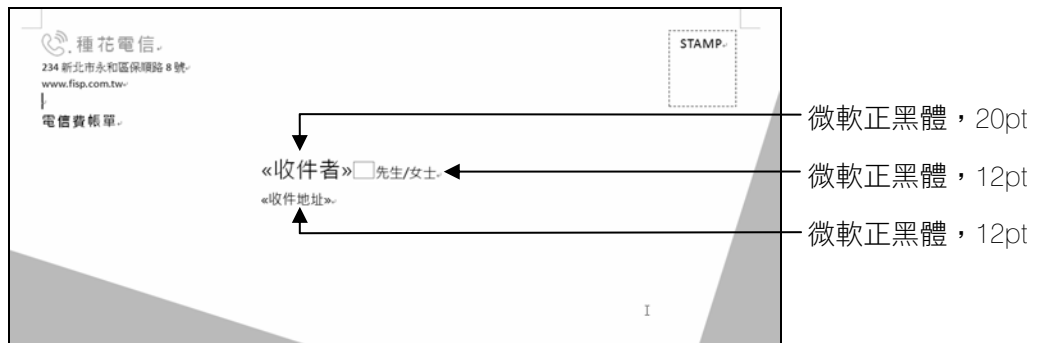 種花電信
STAMP
234 新北市永和區保順路 8 號
www.fisp.com.tw
電信費帳單
微軟正黑體，20pt
«收件者»□先生/女士
微軟正黑體，12pt
«收件地址»
微軟正黑體，12pt